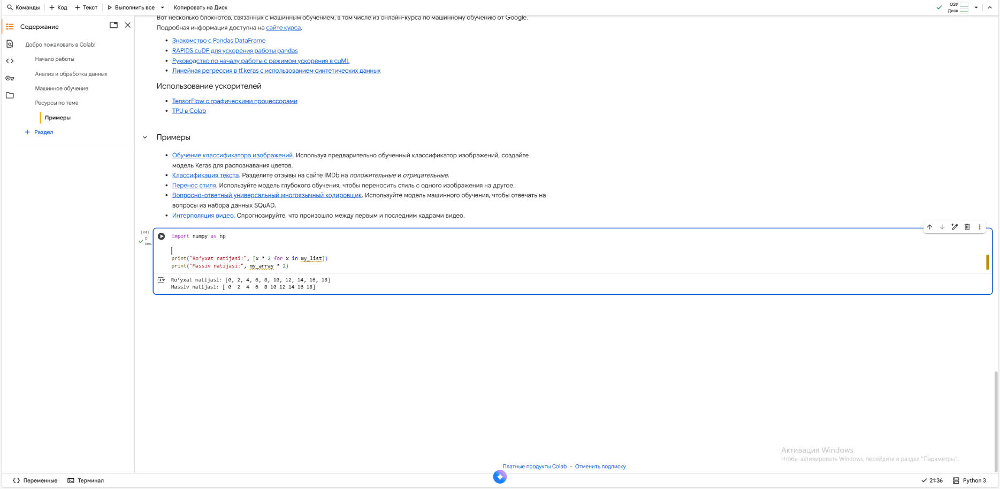 Команды
+ Код
+ Текст
Выполнить все
Копировать на Диск
ОЗУ
Диск
Содержание
Добро пожаловать в Colab!
Начало работы
Анализ и обработка данных
Машинное обучение
Ресурсы по теме
Примеры
+ Раздел
Вот несколько блокнотов, связанных с машинным обучением, в том числе из онлайн-курса по машинному обучению от Google.
Подробная информация доступна на сайте курса.
• Знакомство с Pandas DataFrame
• RAPIDS cuDF для ускорения работы pandas
• Руководство по началу работы с режимом ускорения в cuML
• Линейная регрессия в tf.keras с использованием синтетических данных
Использование ускорителей
• TensorFlow с графическими процессорами
• TPU в Colab
Примеры
• Обучение классификатора изображений. Используя предварительно обученный классификатор изображений, создайте
модель Keras для распознавания цветов.
• Классификация текста. Разделите отзывы на сайте IMDb на положительные и отрицательные.
• Перенос стиля. Используйте модель глубокого обучения, чтобы переносить стиль с одного изображения на другое.
• Вопросно-ответный универсальный многоязычный кодировщик. Используйте модель машинного обучения, чтобы отвечать на
вопросы из набора данных SQuAD.
• Интерполяция видео. Спрогнозируйте, что произошло между первым и последним кадрами видео.
[44]
0
сек.
import numpy as np
print("Roʻyxat natijasi:", [x * 2 for x in my_list])
print("Massiv natijasi:", my_array * 2)
Roʻyxat natijasi: [0, 2, 4, 6, 8, 10, 12, 14, 16, 18]
Massiv natijasi: [ 0  2  4  6  8 10 12 14 16 18]
Активация Windows
Чтобы активировать Windows, перейдите в раздел "Параметры".
Платные продукты Colab - Отменить подписку
Переменные
Терминал
21:36
Python 3